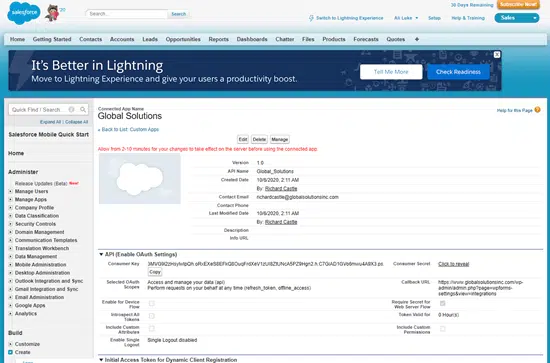 salesforce
Search...
Search
30 Days Remaining
Subscribe Now!
Switch to Lightning Experience
Ali Luke
Setup
Help & Training
Sales
Home
Getting Started
Contacts
Accounts
Leads
Opportunities
Reports
Dashboards
Chatter
Files
Products
Forecasts
Quotes
+
It's Better in Lightning
Move to Lightning Experience and give your users a productivity boost.
Tell Me More
Check Readiness
Quick Find / Search...
Expand All | Collapse All
Salesforce Mobile Quick Start
Home
Administer
Release Updates (Beta) New!
Manage Users
Manage Apps
Company Profile
Data Classification
Security Controls
Domain Management
Communication Templates
Translation Workbench
Data Management
Mobile Administration
Desktop Administration
Outlook Integration and Sync
Gmail Integration and Sync
Email Administration
Google Apps
Analytics
Build
Customize
Create
Connected App Name
Global Solutions
« Back to List: Custom Apps
Help for this Page
Edit
Delete
Manage
Allow from 2-10 minutes for your changes to take effect on the server before using the connected app.
Version 1.0
API Name Global_Solutions
Created Date 10/6/2020, 2:11 AM
By: Richard Castle
Contact Email richardcastle@globalsolutionsinc.com
Contact Phone
Last Modified Date 10/6/2020, 2:11 AM
By: Richard Castle
Description
Info URL
API (Enable OAuth Settings)
Consumer Key
Copy
Consumer Secret Click to reveal
Selected OAuth Scopes
Access and manage your data (api)
Perform requests on your behalf at any time (refresh_token, offline_access)
Callback URL
https://www.globalsolutionsinc.com/wp-
admin/admin.php?page=wpforms-
settings&view=integrations
Enable for Device Flow
Require Secret for Web Server Flow
Introspect All Tokens
Token Valid for 0 Hour(s)
Include Custom Attributes
Include Custom Permissions
Enable Single Logout Single Logout disabled
Initial Access Token for Dynamic Client Registration